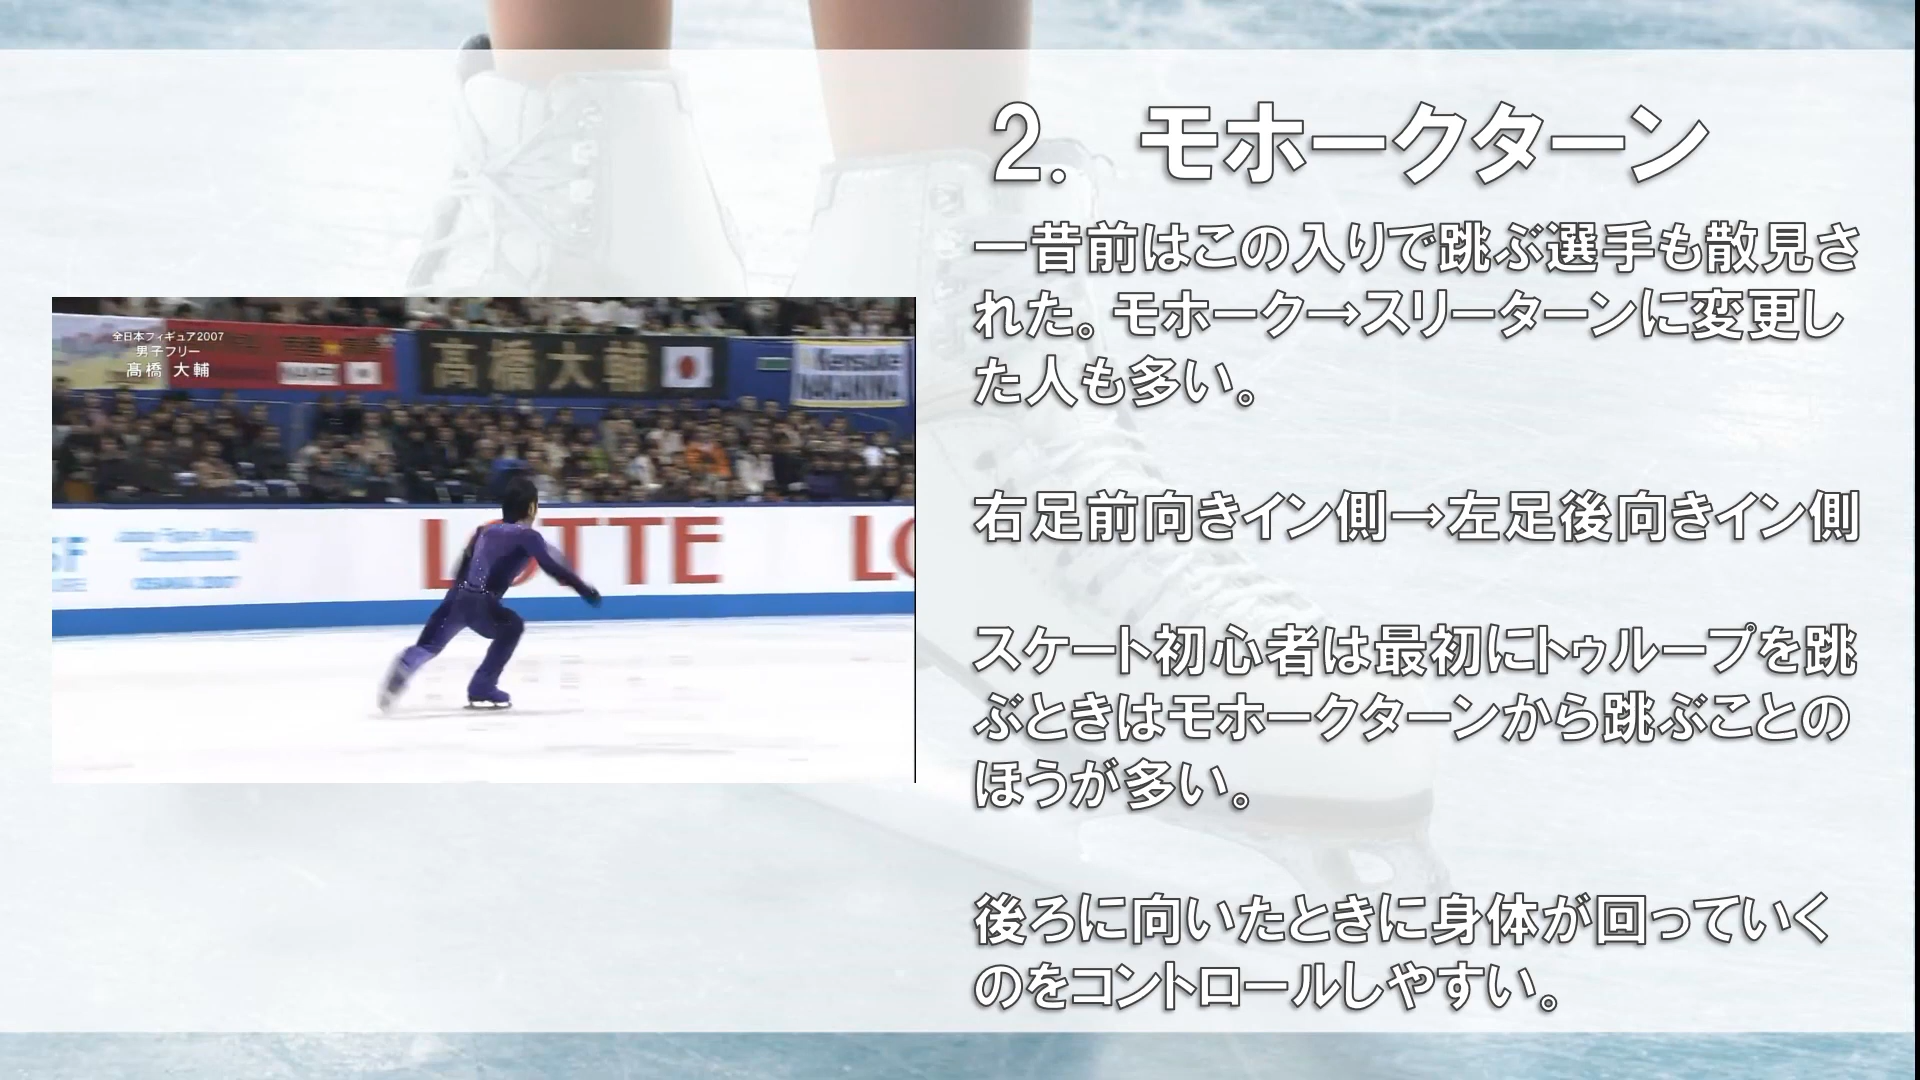 2. モホークターン
一昔前はこの入りで跳ぶ選手も散見さ
れた。モホーク→スリーターンに変更し
た人も多い。
右足前向きイン側→左足後向きイン側
スケート初心者は最初にトゥループを跳
ぶときはモホークターンから跳ぶことの
ほうが多い。
後ろに向いたときに身体が回っていく
のをコントロールしやすい。
全日本フィギュア2007
男子フリー
髙橋 大輔
高橋大輔
Kensuke
LOTTE
LO